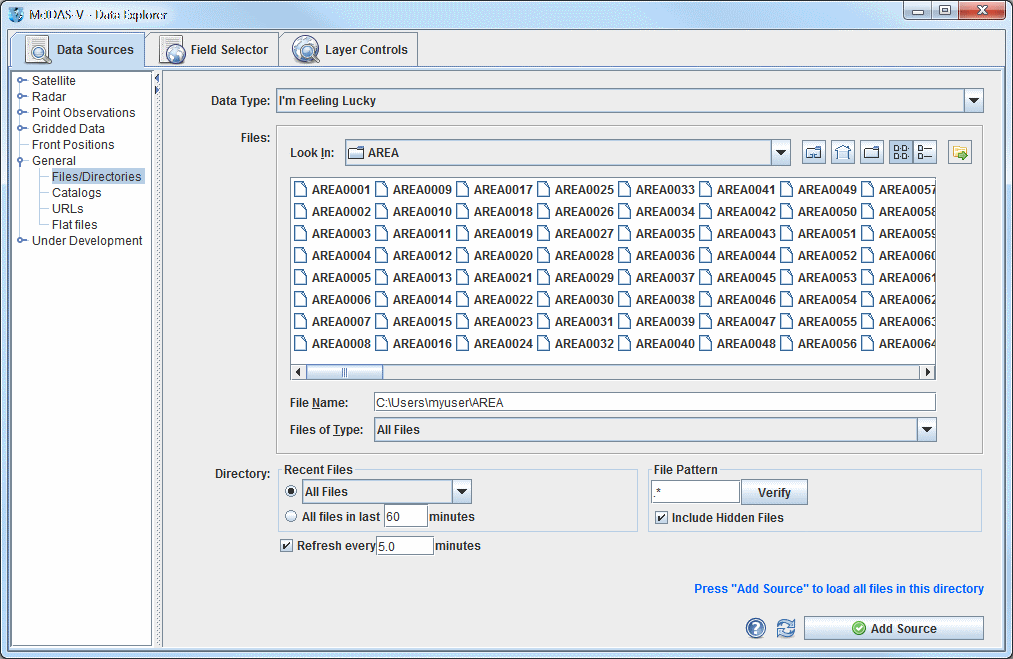 McIDAS-V - Data Explorer
Data Sources Field Selector Layer Controls
Satellite
Radar
Point Observations
Gridded Data
Front Positions
General
Files/Directories
Catalogs
URLs
Flat files
Under Development
Data Type: I'm Feeling Lucky
Files:
Look In: AREA
AREA0001 AREA0009 AREA0017 AREA0025 AREA0033 AREA0041 AREA0049 AREA0057
AREA0002 AREA0010 AREA0018 AREA0026 AREA0034 AREA0042 AREA0050 AREA0058
AREA0003 AREA0011 AREA0019 AREA0027 AREA0035 AREA0043 AREA0051 AREA0059
AREA0004 AREA0012 AREA0020 AREA0028 AREA0036 AREA0044 AREA0052 AREA0060
AREA0005 AREA0013 AREA0021 AREA0029 AREA0037 AREA0045 AREA0053 AREA0061
AREA0006 AREA0014 AREA0022 AREA0030 AREA0038 AREA0046 AREA0054 AREA0062
AREA0007 AREA0015 AREA0023 AREA0031 AREA0039 AREA0047 AREA0055 AREA0063
AREA0008 AREA0016 AREA0024 AREA0032 AREA0040 AREA0048 AREA0056 AREA0064
File Name: C:\Users\myuser\AREA
Files of Type: All Files
Directory:
Recent Files
All Files
All files in last 60 minutes
Refresh every 5.0 minutes
File Pattern
.* Verify
Include Hidden Files
Press "Add Source" to load all files in this directory
Add Source